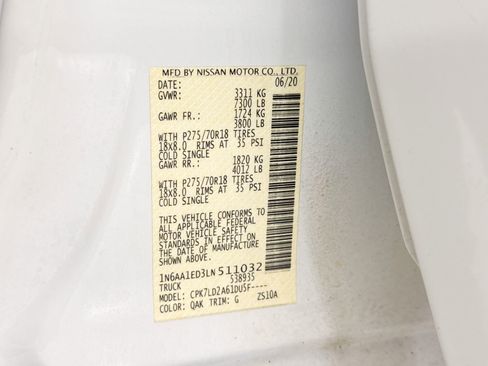 MFD BY NISSAN MOTOR CO., LTD.
DATE: 06/20
GVWR: 3311 KG
7300 LB
GAWR FR.: 1724 KG
3800 LB
WITH P275/70R18 TIRES
18x8.0 RIMS AT 35 PSI
COLD SINGLE
GAWR RR.: 1820 KG
4012 LB
WITH P275/70R18 TIRES
18x8.0 RIMS AT 35 PSI
COLD SINGLE
THIS VEHICLE CONFORMS TO
ALL APPLICABLE FEDERAL
MOTOR VEHICLE SAFETY
STANDARDS IN EFFECT ON
THE DATE OF MANUFACTURE
SHOWN ABOVE.
1N6AA1ED3LN 511032
TRUCK 538935
MODEL: CPK7LD2A61DU5F----
COLOR: QAK TRIM: G ZS10A